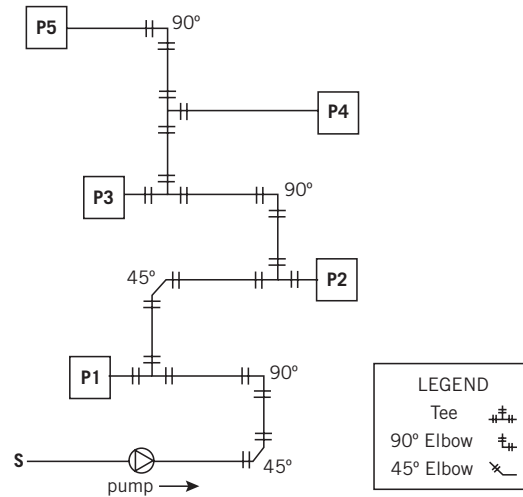 P5
90º
P4
P3
90º
45º
P2
P1
90º
S
45º
pump
LEGEND
Tee
90º Elbow
45º Elbow